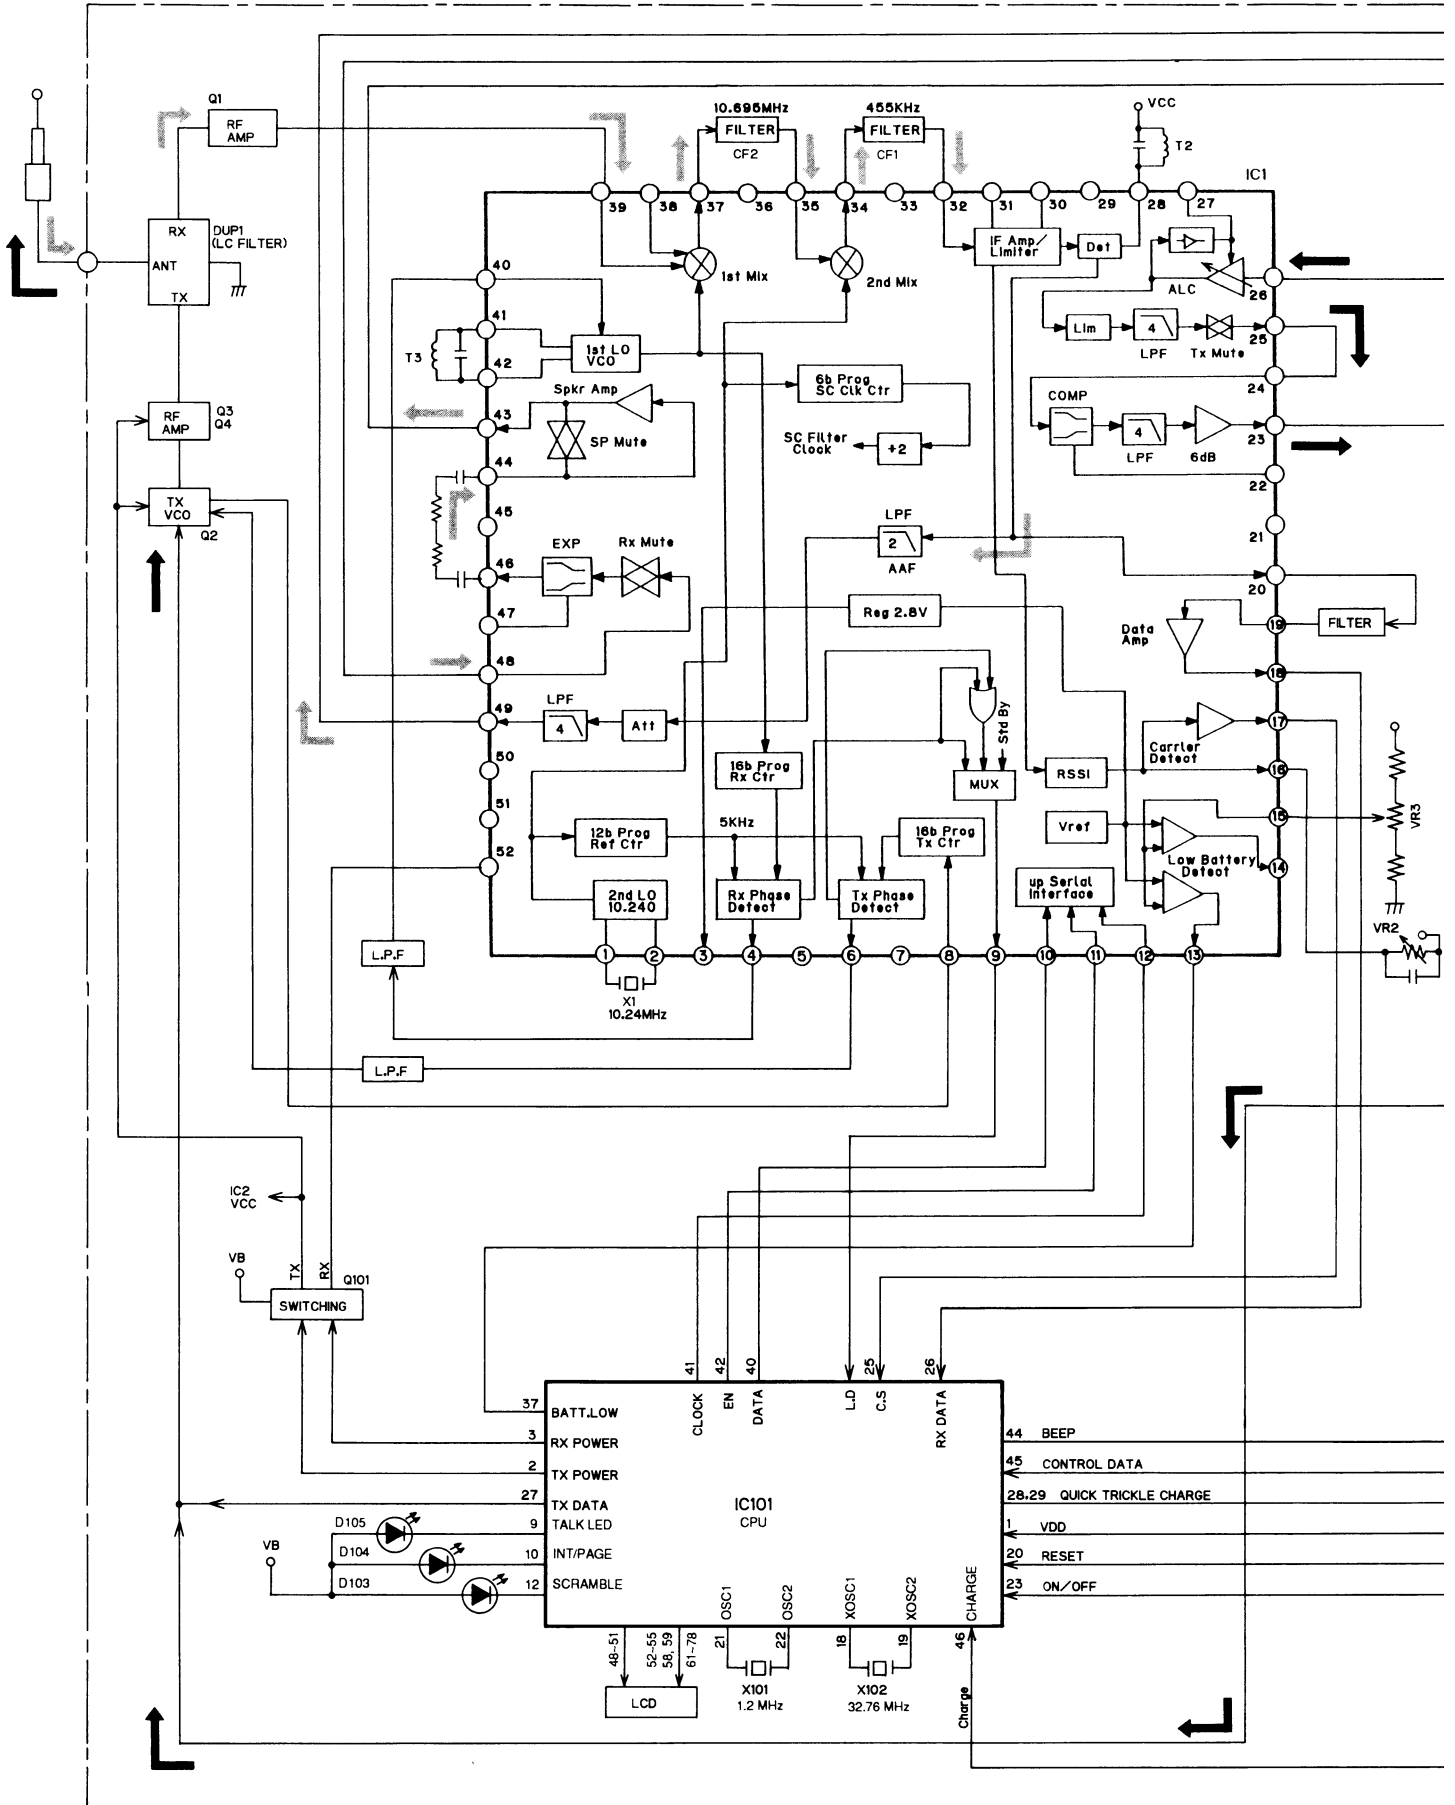 Q1
RF
AMP
10.695MHz
FILTER
CF2
455KHz
FILTER
CF1
VCC
T2
IC1
39
38
37
36
35
34
33
32
31
30
29
28
27
RX
ANT
TX
DUP1
(LC FILTER)
40
41
42
T3
1st LO
VCO
1st Mix
2nd Mix
IF Amp/
Limiter
Det
ALC
26
Lim
4
LPF
Tx Mute
25
24
RF
AMP
Q3
Q4
Spkr Amp
43
SP Mute
44
6b Prog
SC Clk Ctr
SC Filter
Clock
÷2
COMP
4
LPF
6dB
23
22
TX
VCO
Q2
45
21
EXP
Rx Mute
46
LPF
2
AAF
20
47
Reg 2.8V
Data
Amp
19
FILTER
48
18
49
LPF
4
Att
Std By
17
Carrier
Detect
50
16b Prog
Rx Ctr
MUX
RSSI
16
51
15
VR3
52
12b Prog
Ref Ctr
5KHz
16b Prog
Tx Ctr
Vref
Low Battery
Detect
14
2nd LO
10.240
Rx Phase
Detect
Tx Phase
Detect
up Serial
Interface
VR2
L.P.F
1
2
3
4
5
6
7
8
9
10
11
12
13
X1
10.24MHz
L.P.F
IC2
VCC
VB
TX
RX
Q101
SWITCHING
41
42
40
25
26
37
BATT.LOW
CLOCK
EN
DATA
L.D
C.S
RX DATA
3
RX POWER
2
TX POWER
27
TX DATA
9
TALK LED
10
INT/PAGE
12
SCRAMBLE
IC101
CPU
44
BEEP
45
CONTROL DATA
28.29
QUICK TRICKLE CHARGE
1
VDD
20
RESET
23
ON/OFF
D105
VB
D104
D103
OSC1
OSC2
XOSC1
XOSC2
CHARGE
48~51
52~55
58, 59
61~78
21
22
18
19
46
LCD
X101
1.2 MHz
X102
32.76 MHz
Charge